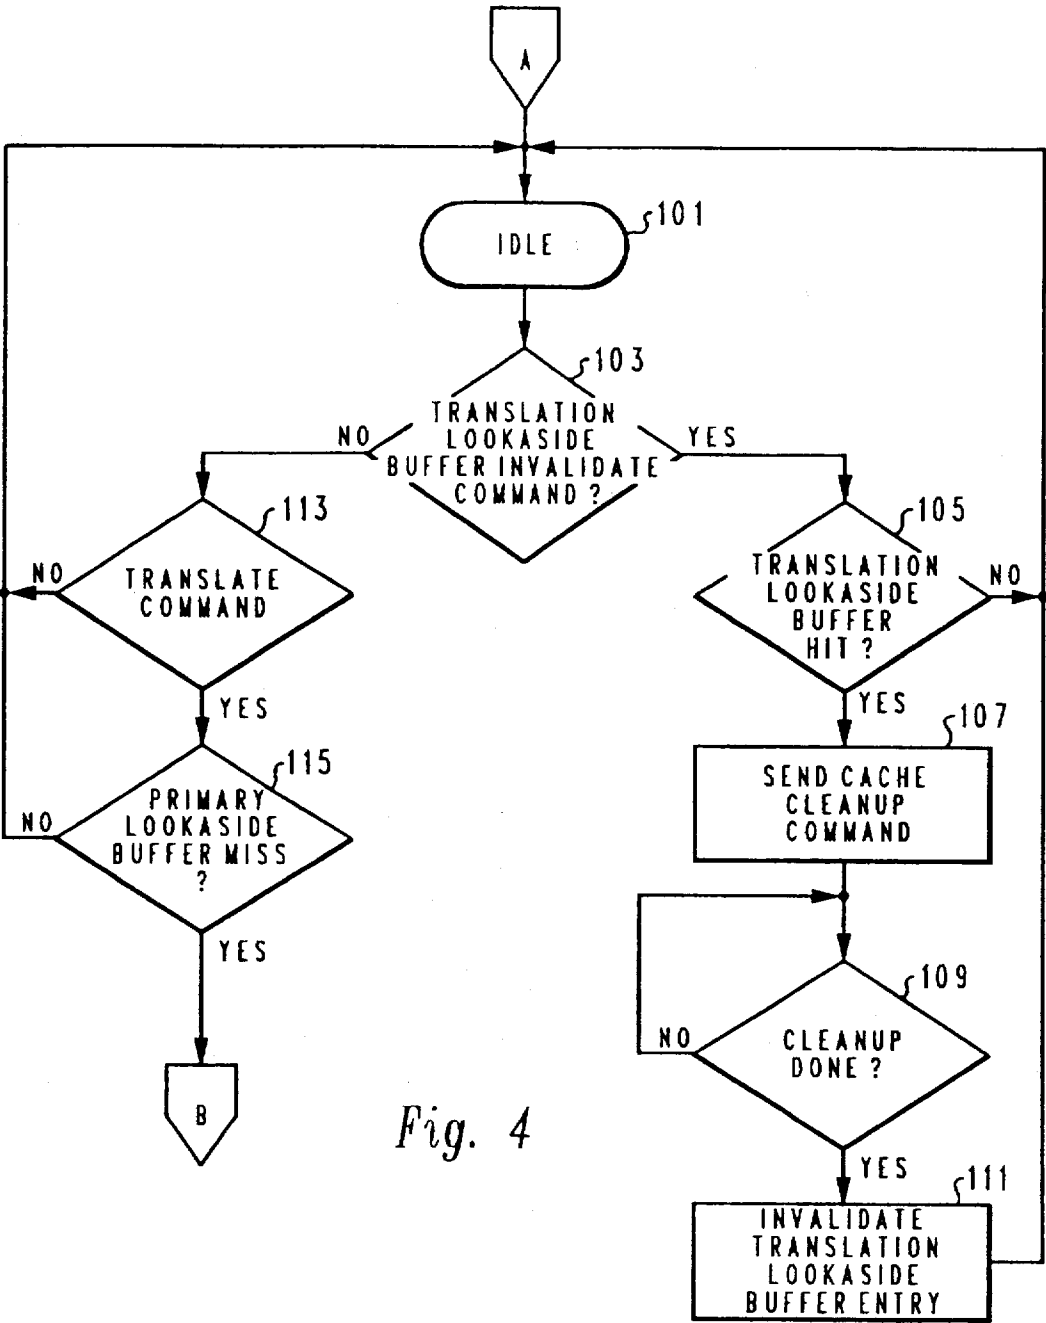 A
IDLE
101
103
TRANSLATION
LOOKASIDE
BUFFER INVALIDATE
COMMAND ?
NO
YES
113
TRANSLATE
COMMAND
NO
YES
105
TRANSLATION
LOOKASIDE
BUFFER
HIT ?
NO
YES
115
PRIMARY
LOOKASIDE
BUFFER MISS
?
NO
YES
107
SEND CACHE
CLEANUP
COMMAND
109
CLEANUP
DONE ?
NO
YES
B
Fig. 4
111
INVALIDATE
TRANSLATION
LOOKASIDE
BUFFER ENTRY